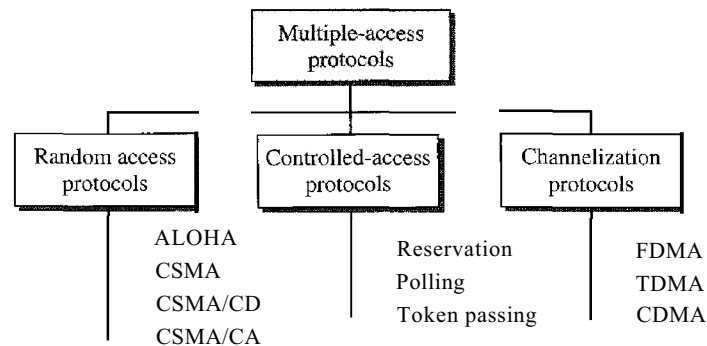 Multiple-access
protocols
Random access
protocols
Controlled-access
protocols
Channelization
protocols
ALOHA
CSMA
CSMA/CD
CSMA/CA
Reservation
Polling
Token passing
FDMA
TDMA
CDMA